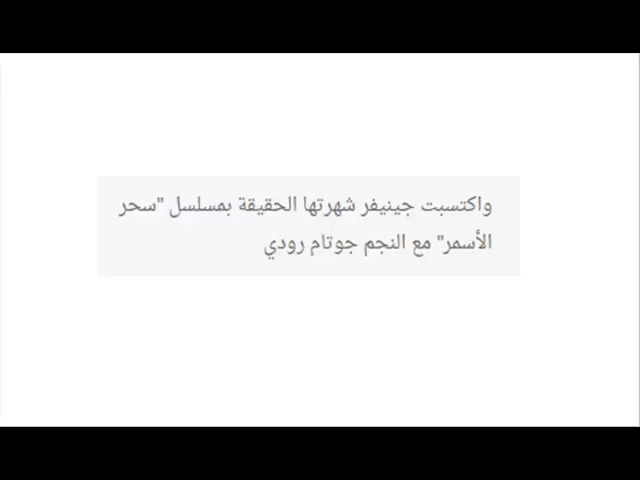 واكتسبت جينيفر شهرتها الحقيقة بمسلسل "سحر
الأسمر" مع النجم جوتام رودي